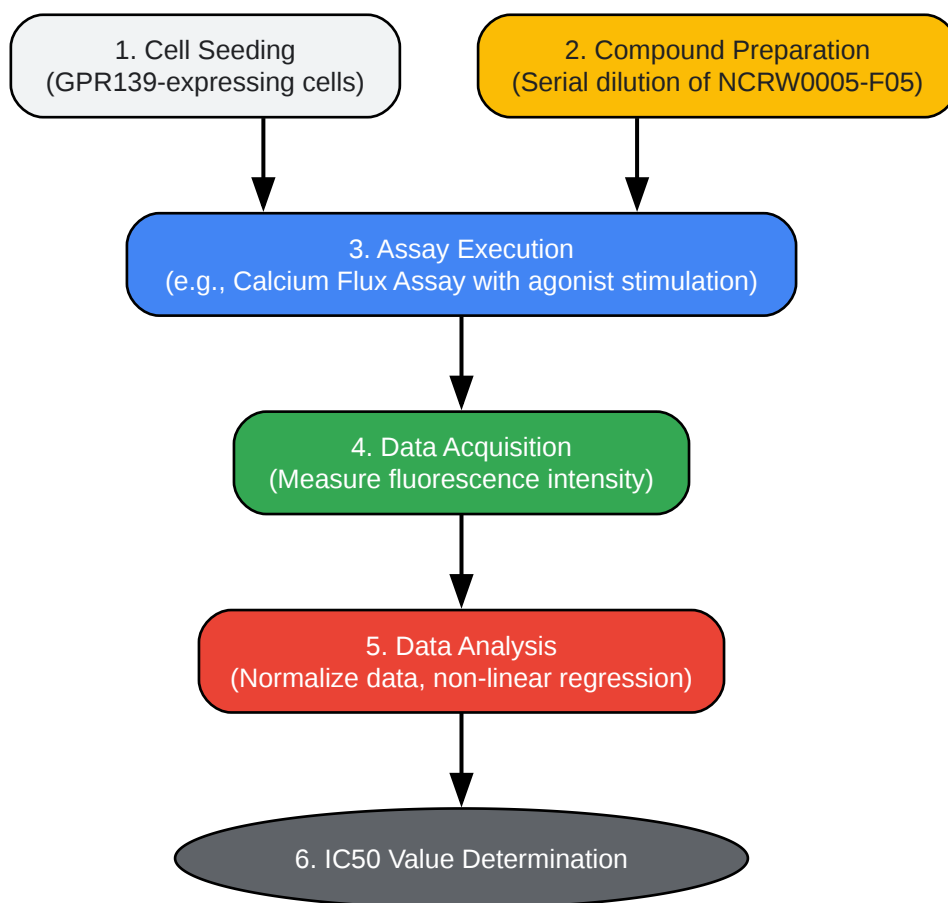 1. Cell Seeding
(GPR139-expressing cells)
2. Compound Preparation
(Serial dilution of NCRW0005-F05)
3. Assay Execution
(e.g., Calcium Flux Assay with agonist stimulation)
4. Data Acquisition
(Measure fluorescence intensity)
5. Data Analysis
(Normalize data, non-linear regression)
6. IC50 Value Determination